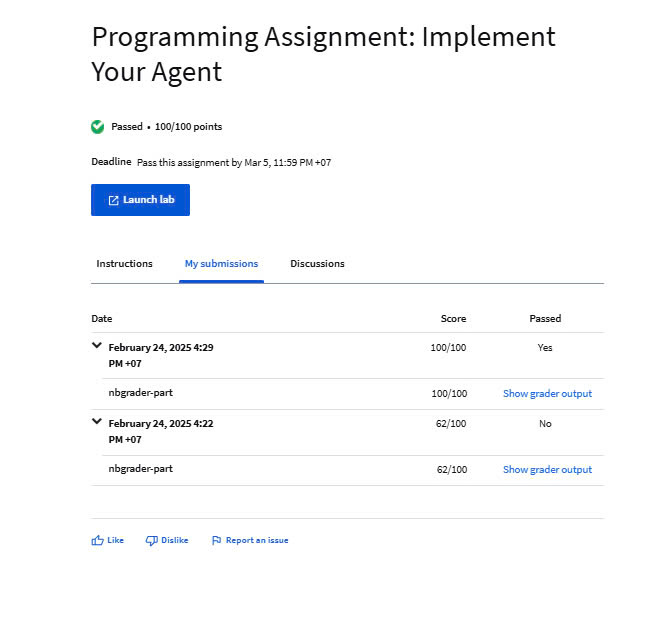 Programming Assignment: Implement
Your Agent
Passed • 100/100 points
Deadline Pass this assignment by Mar 5, 11:59 PM +07
Launch lab
Instructions My submissions Discussions
Date Score Passed
February 24, 2025 4:29 100/100 Yes
PM +07
nbgrader-part 100/100 Show grader output
February 24, 2025 4:22 62/100 No
PM +07
nbgrader-part 62/100 Show grader output
Like Dislike Report an issue